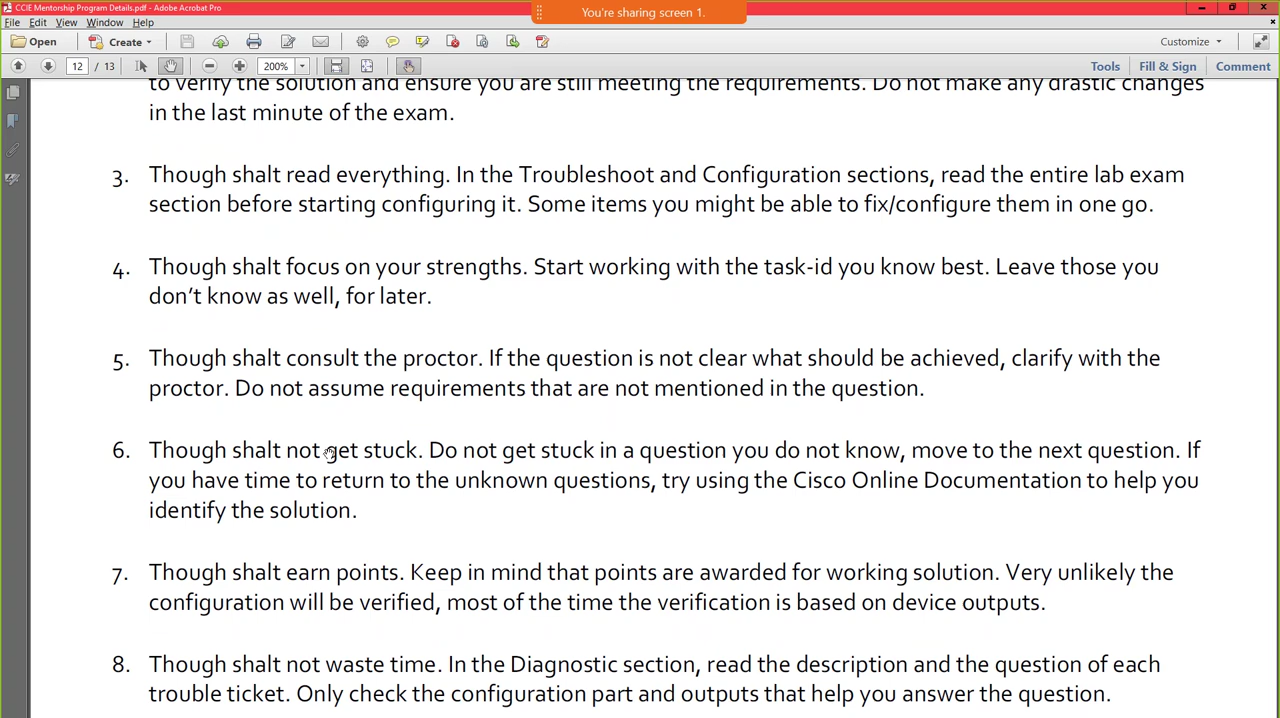 CCIE Mentorship Program Details.pdf - Adobe Acrobat Pro
You're sharing screen 1.
File Edit View Window Help
Open Create Customize
12 / 13 200% Tools Fill & Sign Comment
to verify the solution and ensure you are still meeting the requirements. Do not make any drastic changes
in the last minute of the exam.
3. Though shalt read everything. In the Troubleshoot and Configuration sections, read the entire lab exam
section before starting configuring it. Some items you might be able to fix/configure them in one go.
4. Though shalt focus on your strengths. Start working with the task-id you know best. Leave those you
don't know as well, for later.
5. Though shalt consult the proctor. If the question is not clear what should be achieved, clarify with the
proctor. Do not assume requirements that are not mentioned in the question.
6. Though shalt not get stuck. Do not get stuck in a question you do not know, move to the next question. If
you have time to return to the unknown questions, try using the Cisco Online Documentation to help you
identify the solution.
7. Though shalt earn points. Keep in mind that points are awarded for working solution. Very unlikely the
configuration will be verified, most of the time the verification is based on device outputs.
8. Though shalt not waste time. In the Diagnostic section, read the description and the question of each
trouble ticket. Only check the configuration part and outputs that help you answer the question.